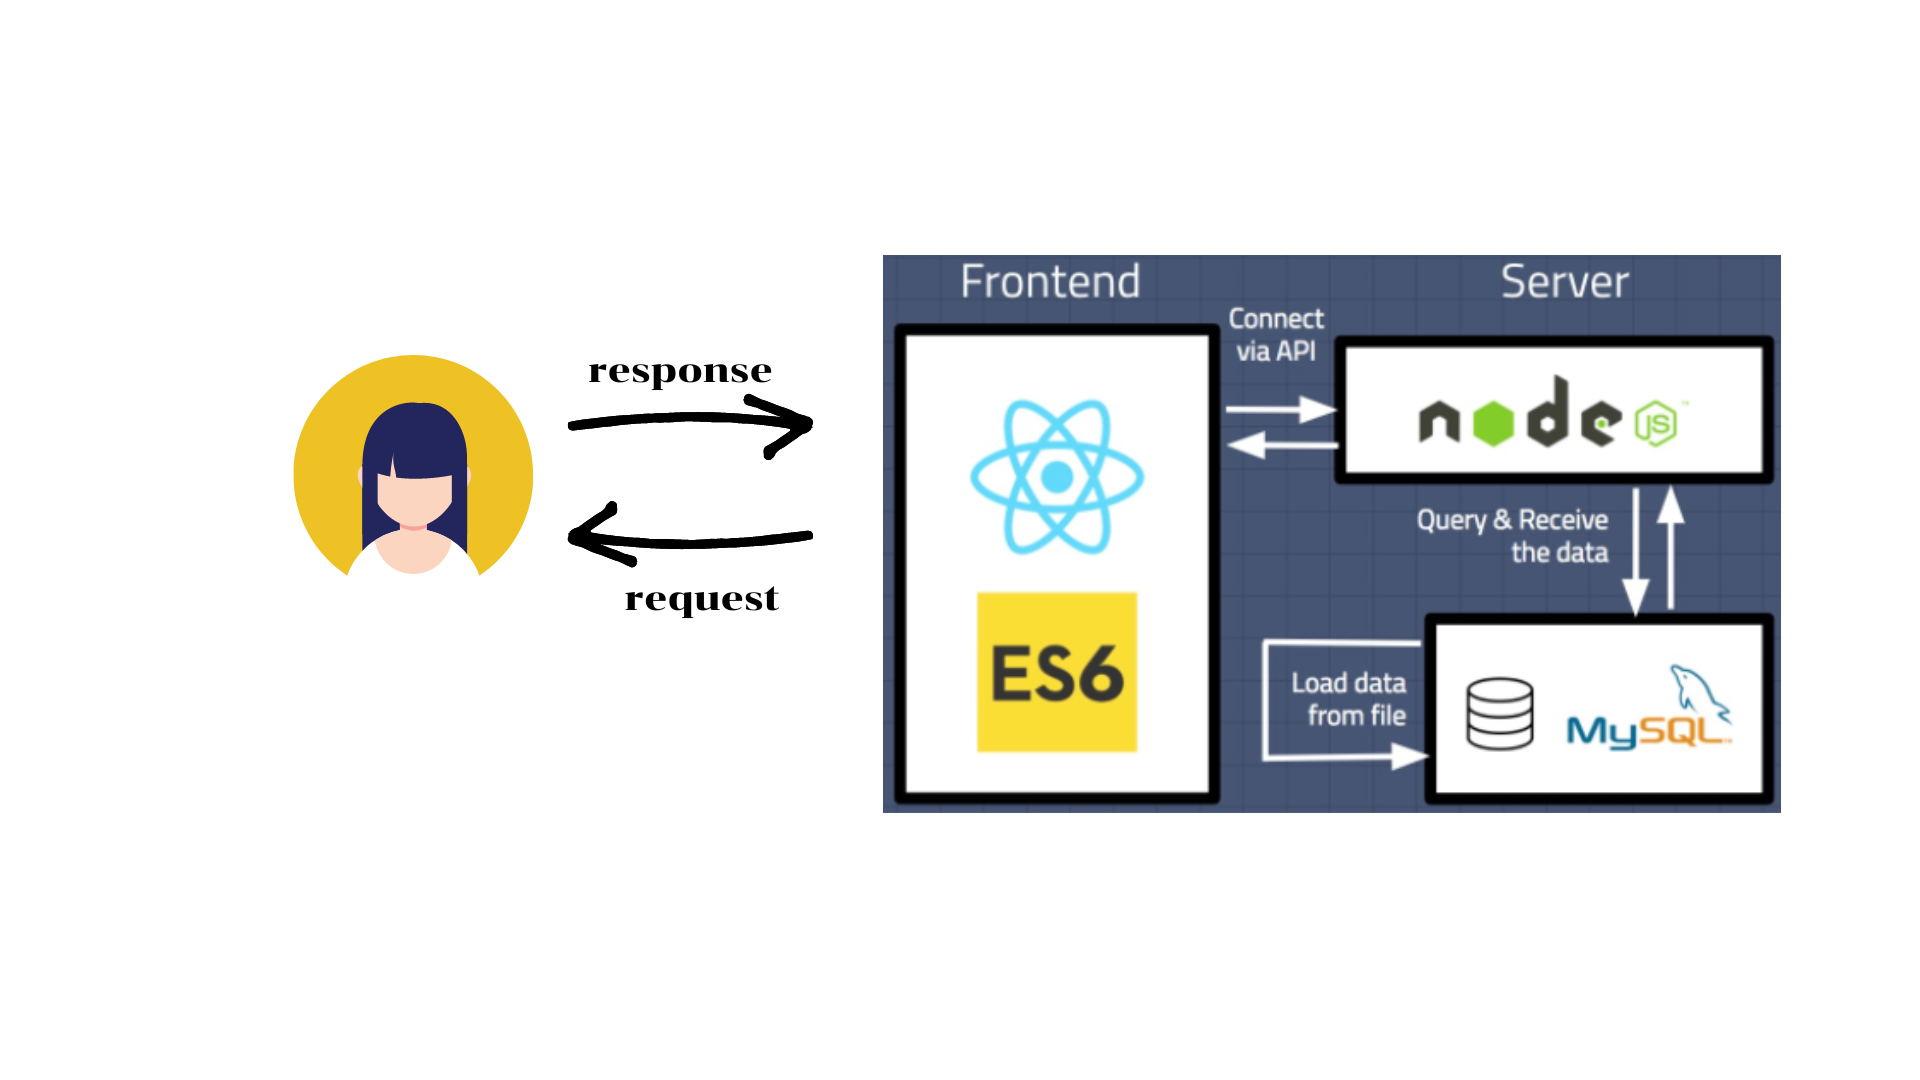 response
request
Frontend
Server
Connect
via API
node
JS
Query & Receive
the data
ES6
Load data
from file
MySQL